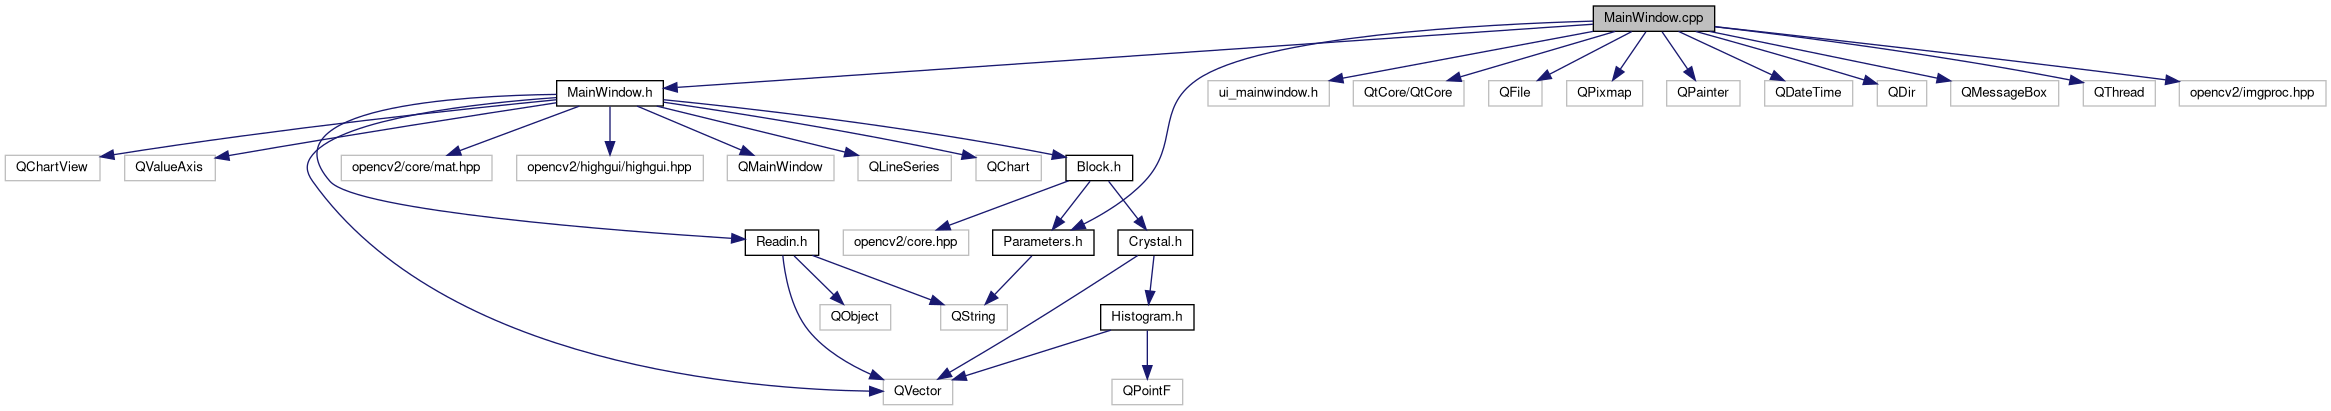 MainWindow.cpp
MainWindow.h
ui_mainwindow.h
QtCore/QtCore
QFile
QPixmap
QPainter
QDateTime
QDir
QMessageBox
QThread
opencv2/imgproc.hpp
QChartView
QValueAxis
opencv2/core/mat.hpp
opencv2/highgui/highgui.hpp
QMainWindow
QLineSeries
QChart
Block.h
Readin.h
opencv2/core.hpp
Parameters.h
Crystal.h
QObject
QString
Histogram.h
QVector
QPointF